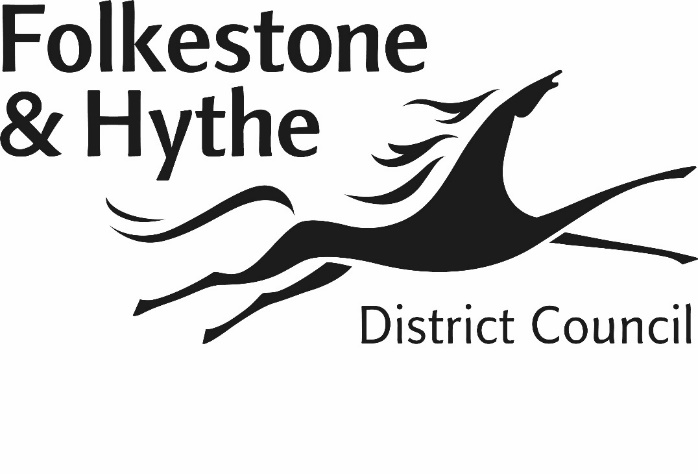 Folkestone
& Hythe
District Council